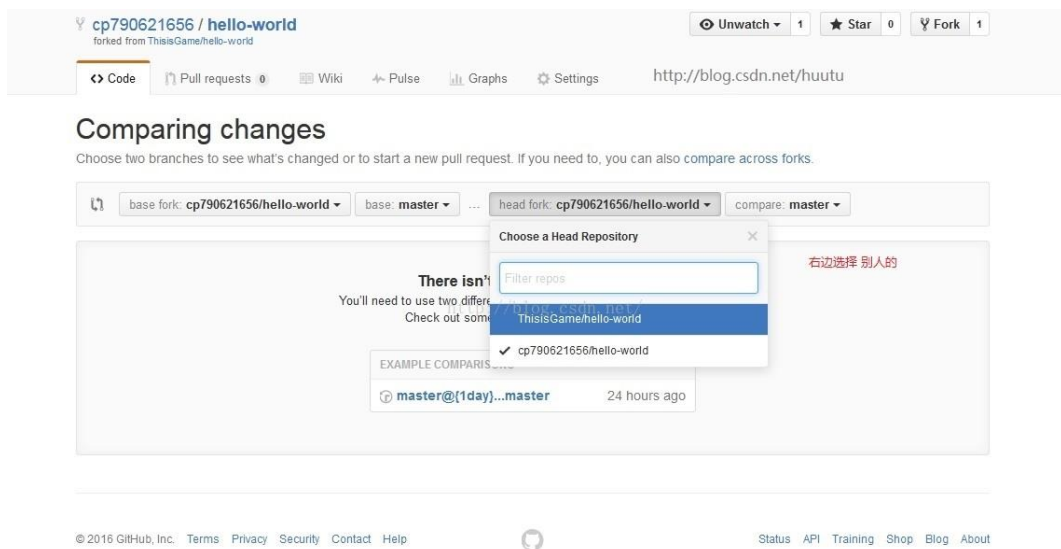 cp790621656 / hello-world
forked from ThisisGame/hello-world
Unwatch 1 Star 0 Fork 1
Code Pull requests 0 Wiki Pulse Graphs Settings
http://blog.csdn.net/huutu
Comparing changes
Choose two branches to see what's changed or to start a new pull request. If you need to, you can also compare across forks.
base fork: cp790621656/hello-world base: master ... head fork: cp790621656/hello-world compare: master
Choose a Head Repository
右边选择 别人的
Filter repos
There isn't
You'll need to use two differe
Check out some
http://blog.csdn.net/
ThisisGame/hello-world
cp790621656/hello-world
EXAMPLE COMPARISONS
master@{1day}...master 24 hours ago
© 2016 GitHub, Inc. Terms Privacy Security Contact Help
Status API Training Shop Blog About